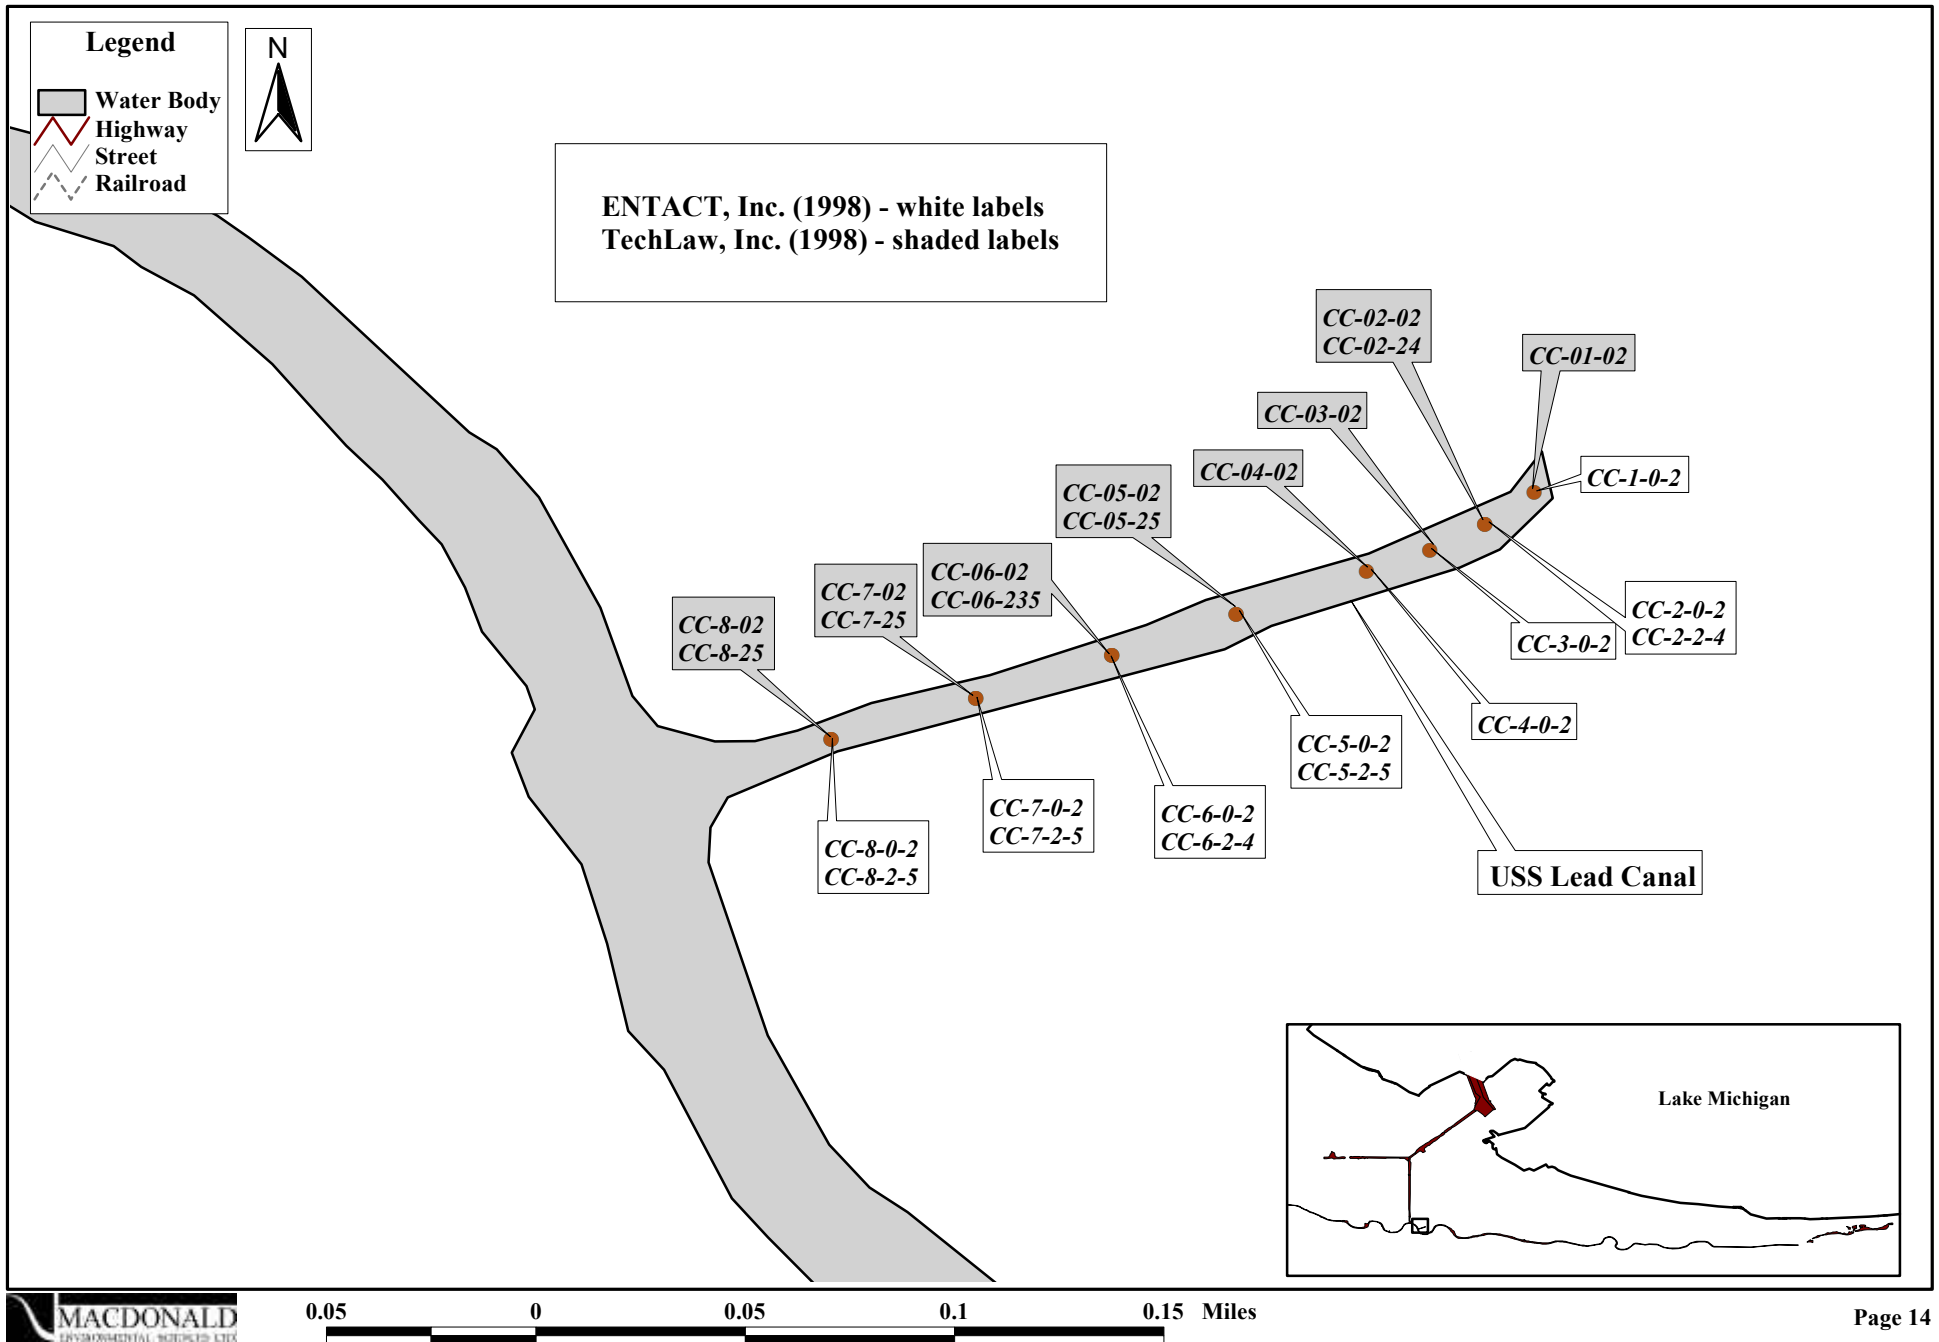 Legend
Water Body
Highway
Street
Railroad
N
ENTACT, Inc. (1998) - white labels
TechLaw, Inc. (1998) - shaded labels
CC-02-02
CC-02-24
CC-01-02
CC-03-02
CC-04-02
CC-1-0-2
CC-05-02
CC-05-25
CC-06-02
CC-06-235
CC-7-02
CC-7-25
CC-8-02
CC-8-25
CC-2-0-2
CC-2-2-4
CC-3-0-2
CC-4-0-2
CC-5-0-2
CC-5-2-5
CC-6-0-2
CC-6-2-4
CC-7-0-2
CC-7-2-5
CC-8-0-2
CC-8-2-5
USS Lead Canal
Lake Michigan
MACDONALD
ENVIRONMENTAL SCIENCES LTD
0.05 0 0.05 0.1 0.15 Miles
Page 14